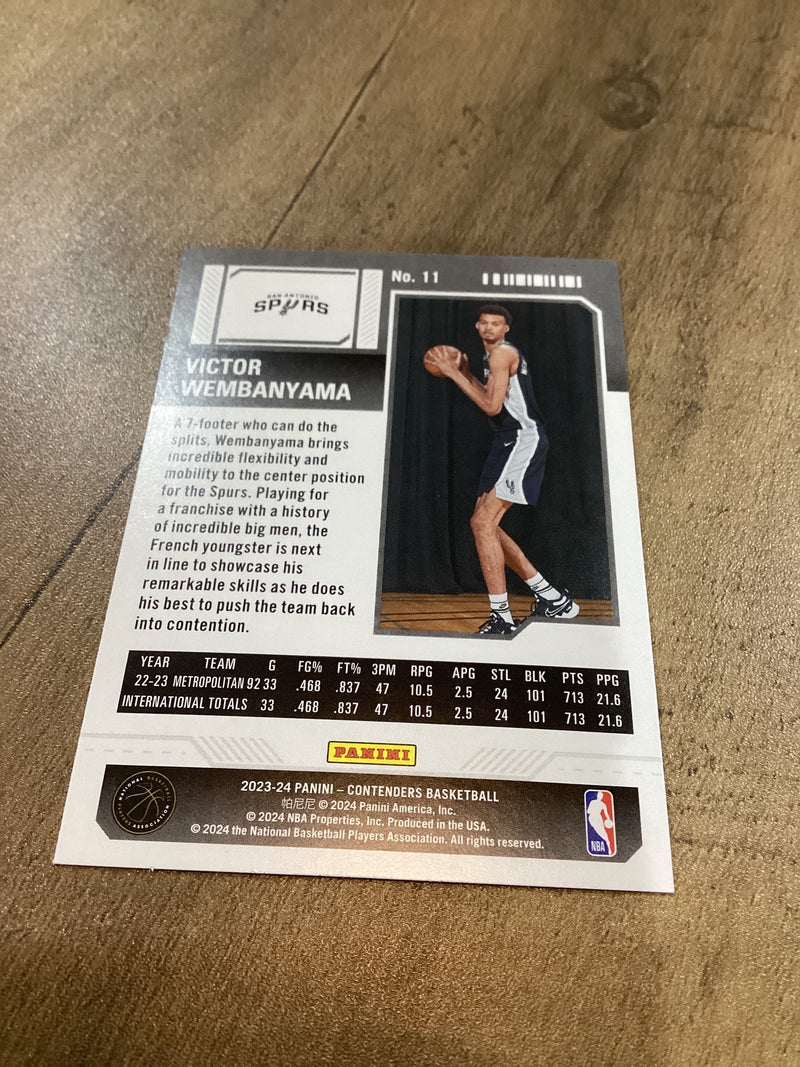 No. 11
SAN ANTONIO
SPURS
VICTOR
WEMBANYAMA
A 7-footer who can do the
splits, Wembanyama brings
incredible flexibility and
mobility to the center position
for the Spurs. Playing for
a franchise with a history
of incredible big men, the
French youngster is next
in line to showcase his
remarkable skills as he does
his best to push the team back
into contention.
YEAR TEAM G FG% FT% 3PM RPG APG STL BLK PTS PPG
22-23 METROPOLITAN 92 33 .468 .837 47 10.5 2.5 24 101 713 21.6
INTERNATIONAL TOTALS 33 .468 .837 47 10.5 2.5 24 101 713 21.6
PANINI
2023-24 PANINI – CONTENDERS BASKETBALL
帕尼尼 © 2024 Panini America, Inc.
© 2024 NBA Properties, Inc. Produced in the USA.
© 2024 the National Basketball Players Association. All rights reserved.
NATIONAL BASKETBALL
PLAYERS ASSOCIATION
NBA